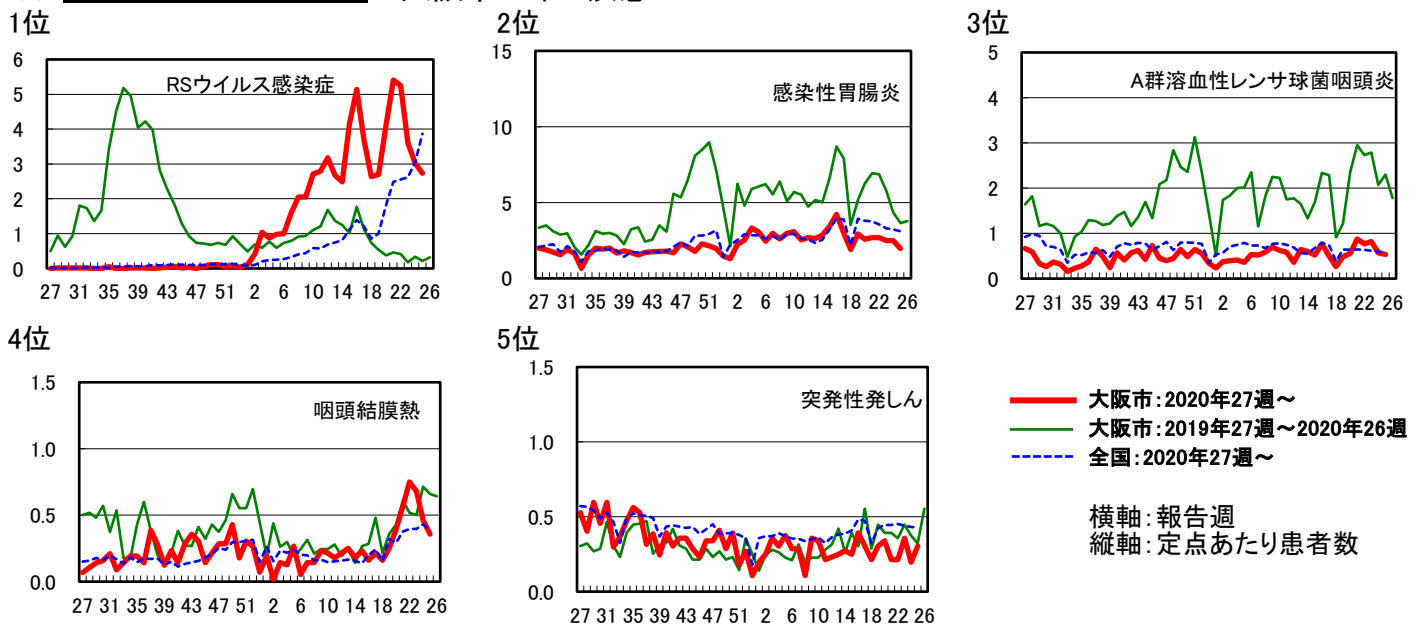 1位
6
5
4
3
2
1
0
RSウイルス感染症
27 31 35 39 43 47 51 2 6 10 14 18 22 26
2位
15
10
5
0
感染性胃腸炎
27 31 35 39 43 47 51 2 6 10 14 18 22 26
3位
5
4
3
2
1
0
A群溶血性レンサ球菌咽頭炎
27 31 35 39 43 47 51 2 6 10 14 18 22 26
4位
1.5
1.0
0.5
0.0
咽頭結膜熱
27 31 35 39 43 47 51 2 6 10 14 18 22 26
5位
1.5
1.0
0.5
0.0
突発性発しん
27 31 35 39 43 47 51 2 6 10 14 18 22 26
大阪市:2020年27週~
大阪市:2019年27週~2020年26週
全国:2020年27週~
横軸:報告週
縦軸:定点あたり患者数